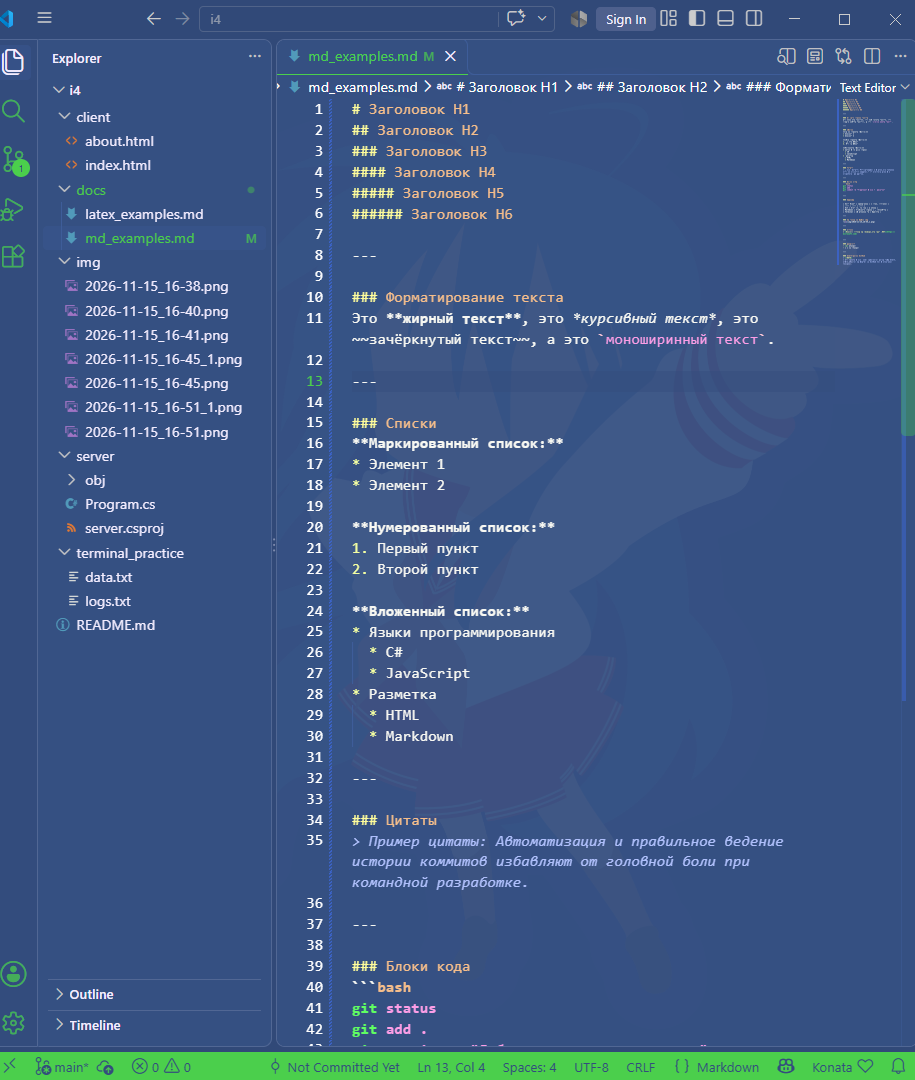 i4
Sign In
Explorer
i4
client
about.html
index.html
docs
latex_examples.md
md_examples.md M
img
2026-11-15_16-38.png
2026-11-15_16-40.png
2026-11-15_16-41.png
2026-11-15_16-45_1.png
2026-11-15_16-45.png
2026-11-15_16-51_1.png
2026-11-15_16-51.png
server
obj
Program.cs
server.csproj
terminal_practice
data.txt
logs.txt
README.md
Outline
Timeline
1
md_examples.md M
md_examples.md > abc # Заголовок H1 > abc ## Заголовок H2 > abc ### Формати
Text Editor
1 # Заголовок H1
2 ## Заголовок H2
3 ### Заголовок H3
4 #### Заголовок H4
5 ##### Заголовок H5
6 ###### Заголовок H6
7
8 ---
9
10 ### Форматирование текста
11 Это **жирный текст**, это *курсивный текст*, это
~~зачёркнутый текст~~, а это `моноширинный текст`.
12
13 ---
14
15 ### Списки
16 **Маркированный список:**
17 * Элемент 1
18 * Элемент 2
19
20 **Нумерованный список:**
21 1. Первый пункт
22 2. Второй пункт
23
24 **Вложенный список:**
25 * Языки программирования
26 * C#
27 * JavaScript
28 * Разметка
29 * HTML
30 * Markdown
31
32 ---
33
34 ### Цитаты
35 > Пример цитаты: Автоматизация и правильное ведение
истории коммитов избавляют от головной боли при
командной разработке.
36
37 ---
38
39 ### Блоки кода
40 ```bash
41 git status
42 git add .
main* 0 0 Not Committed Yet Ln 13, Col 4 Spaces: 4 UTF-8 CRLF {} Markdown Konata